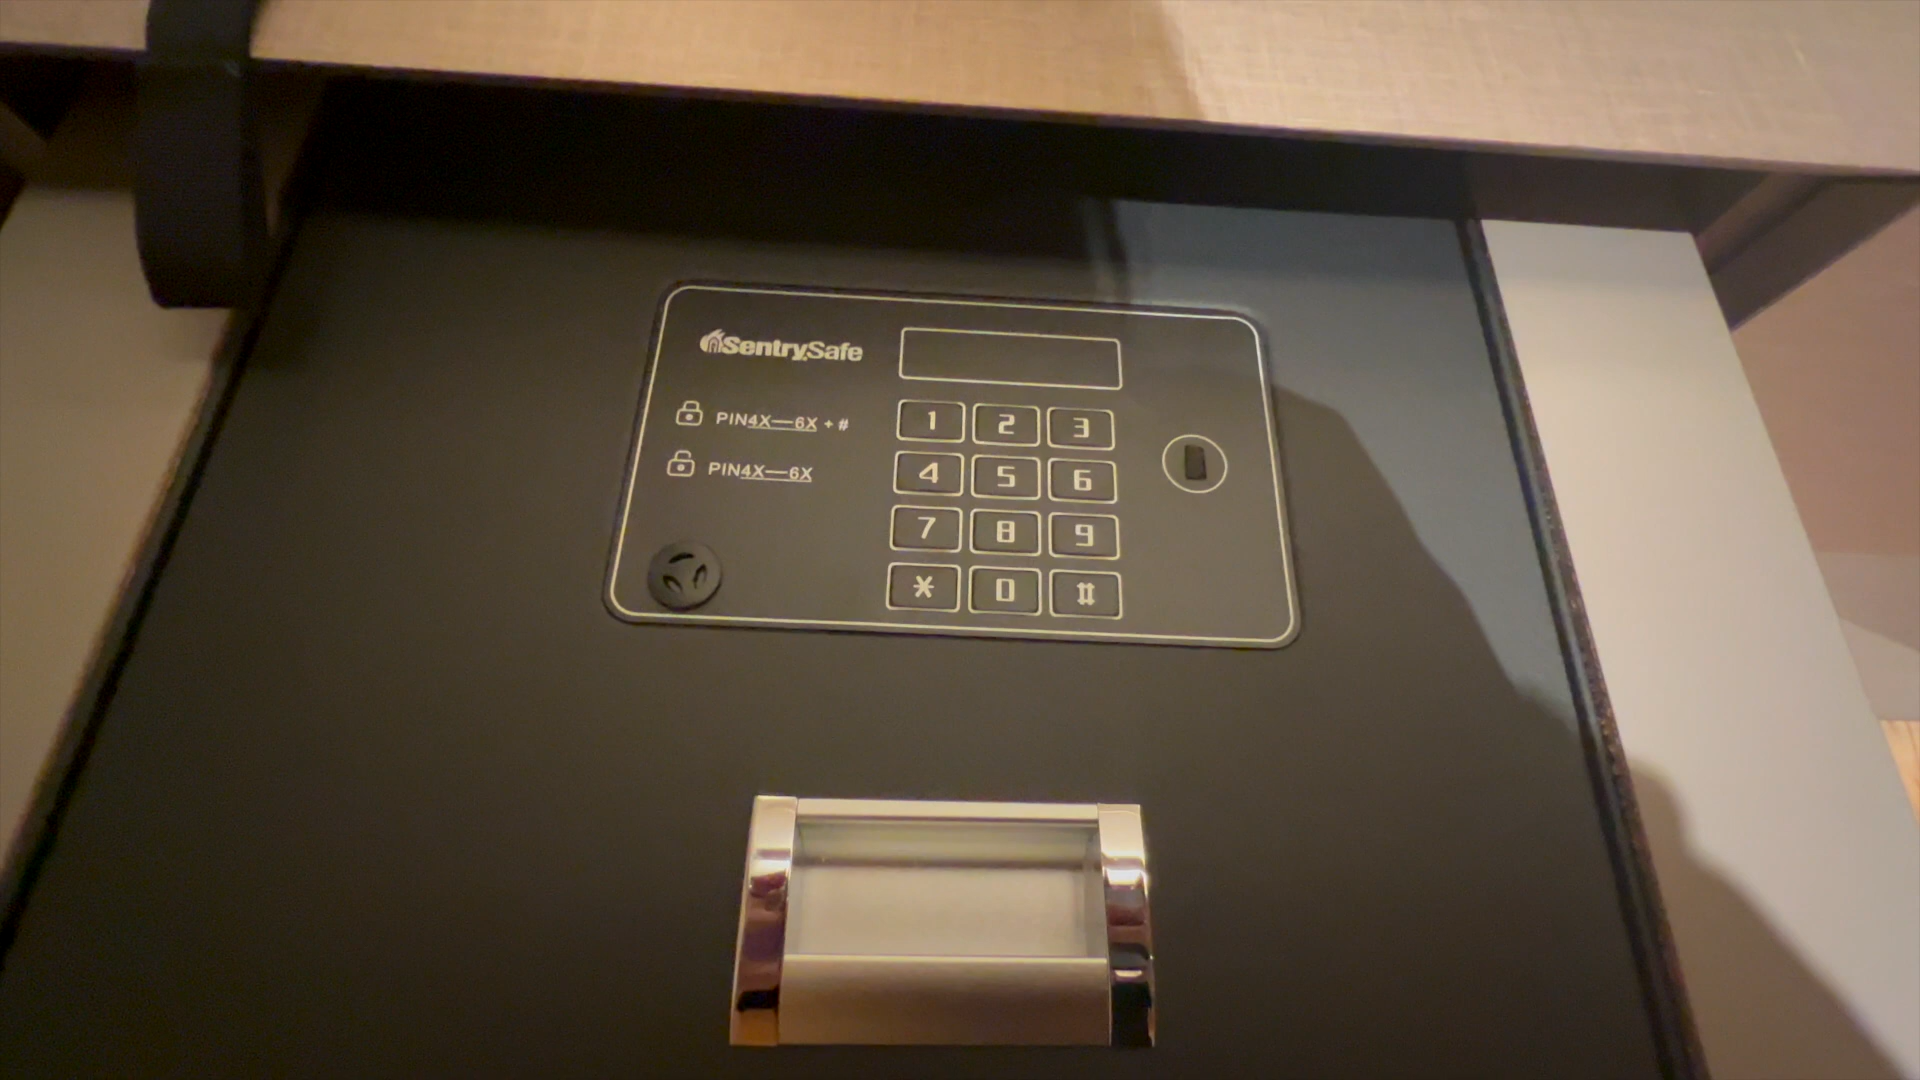 SentrySafe
PIN4X—6X + #
PIN4X—6X
1 2 3
4 5 6
7 8 9
* 0 #